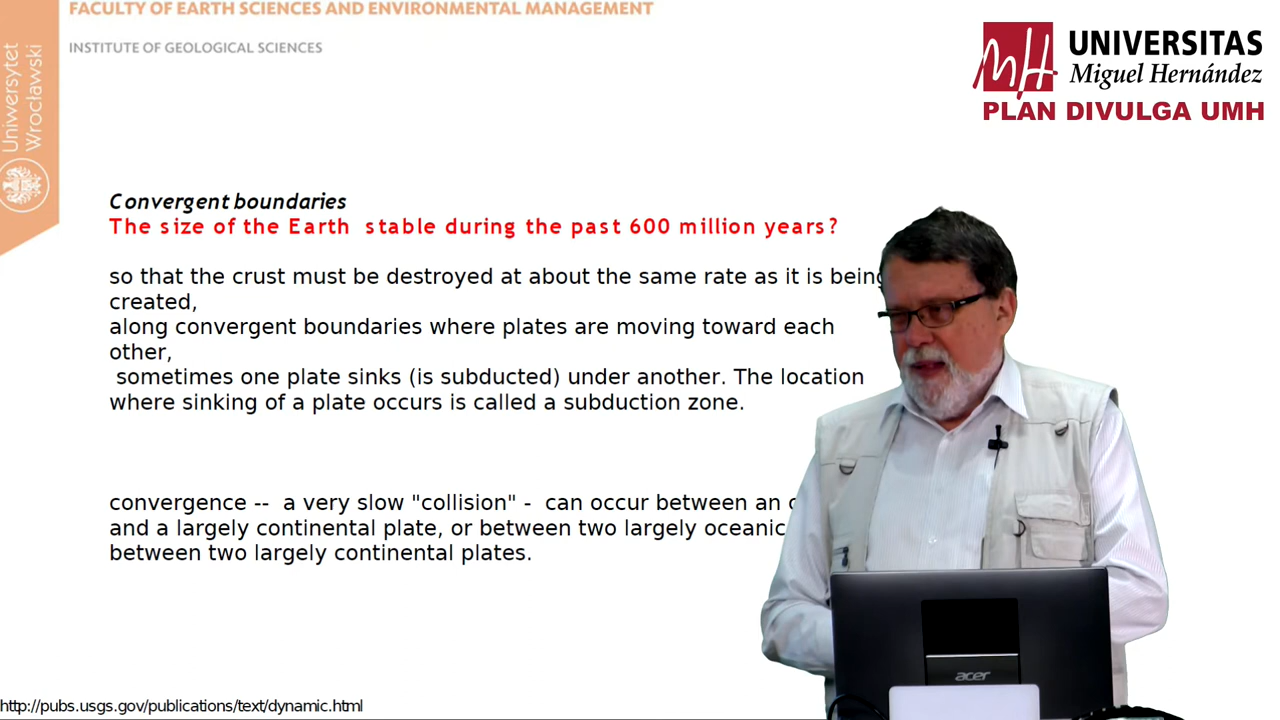 FACULTY OF EARTH SCIENCES AND ENVIRONMENTAL MANAGEMENT
INSTITUTE OF GEOLOGICAL SCIENCES
Uniwersytet
Wrocławski
UNIVERSITAS
Miguel Hernández
PLAN DIVULGA UMH
Convergent boundaries
The size of the Earth stable during the past 600 million years?
so that the crust must be destroyed at about the same rate as it is being
created,
along convergent boundaries where plates are moving toward each
other,
sometimes one plate sinks (is subducted) under another. The location
where sinking of a plate occurs is called a subduction zone.
convergence -- a very slow "collision" - can occur between an
and a largely continental plate, or between two largely oceanic
between two largely continental plates.
acer
http://pubs.usgs.gov/publications/text/dynamic.html